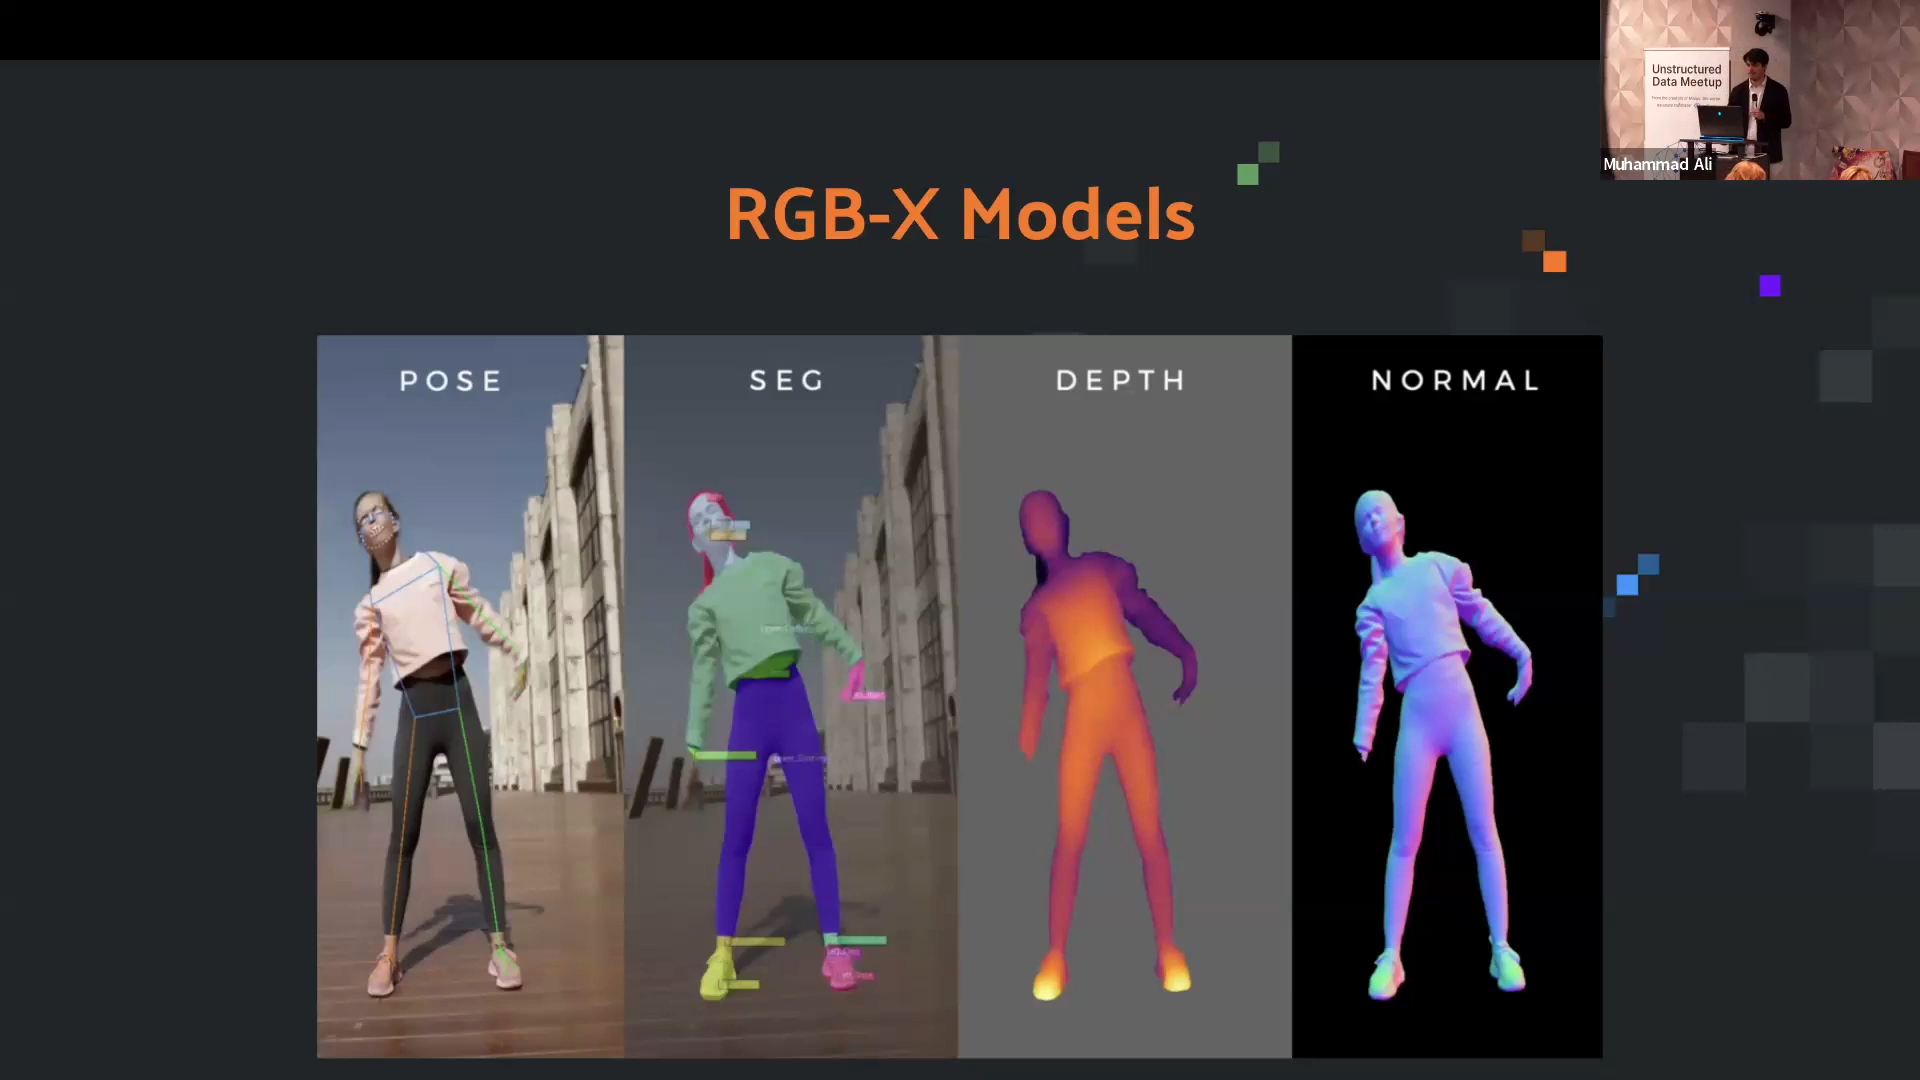 Unstructured
Data Meetup
Muhammad Ali
RGB-X Models
POSE
SEG
DEPTH
NORMAL